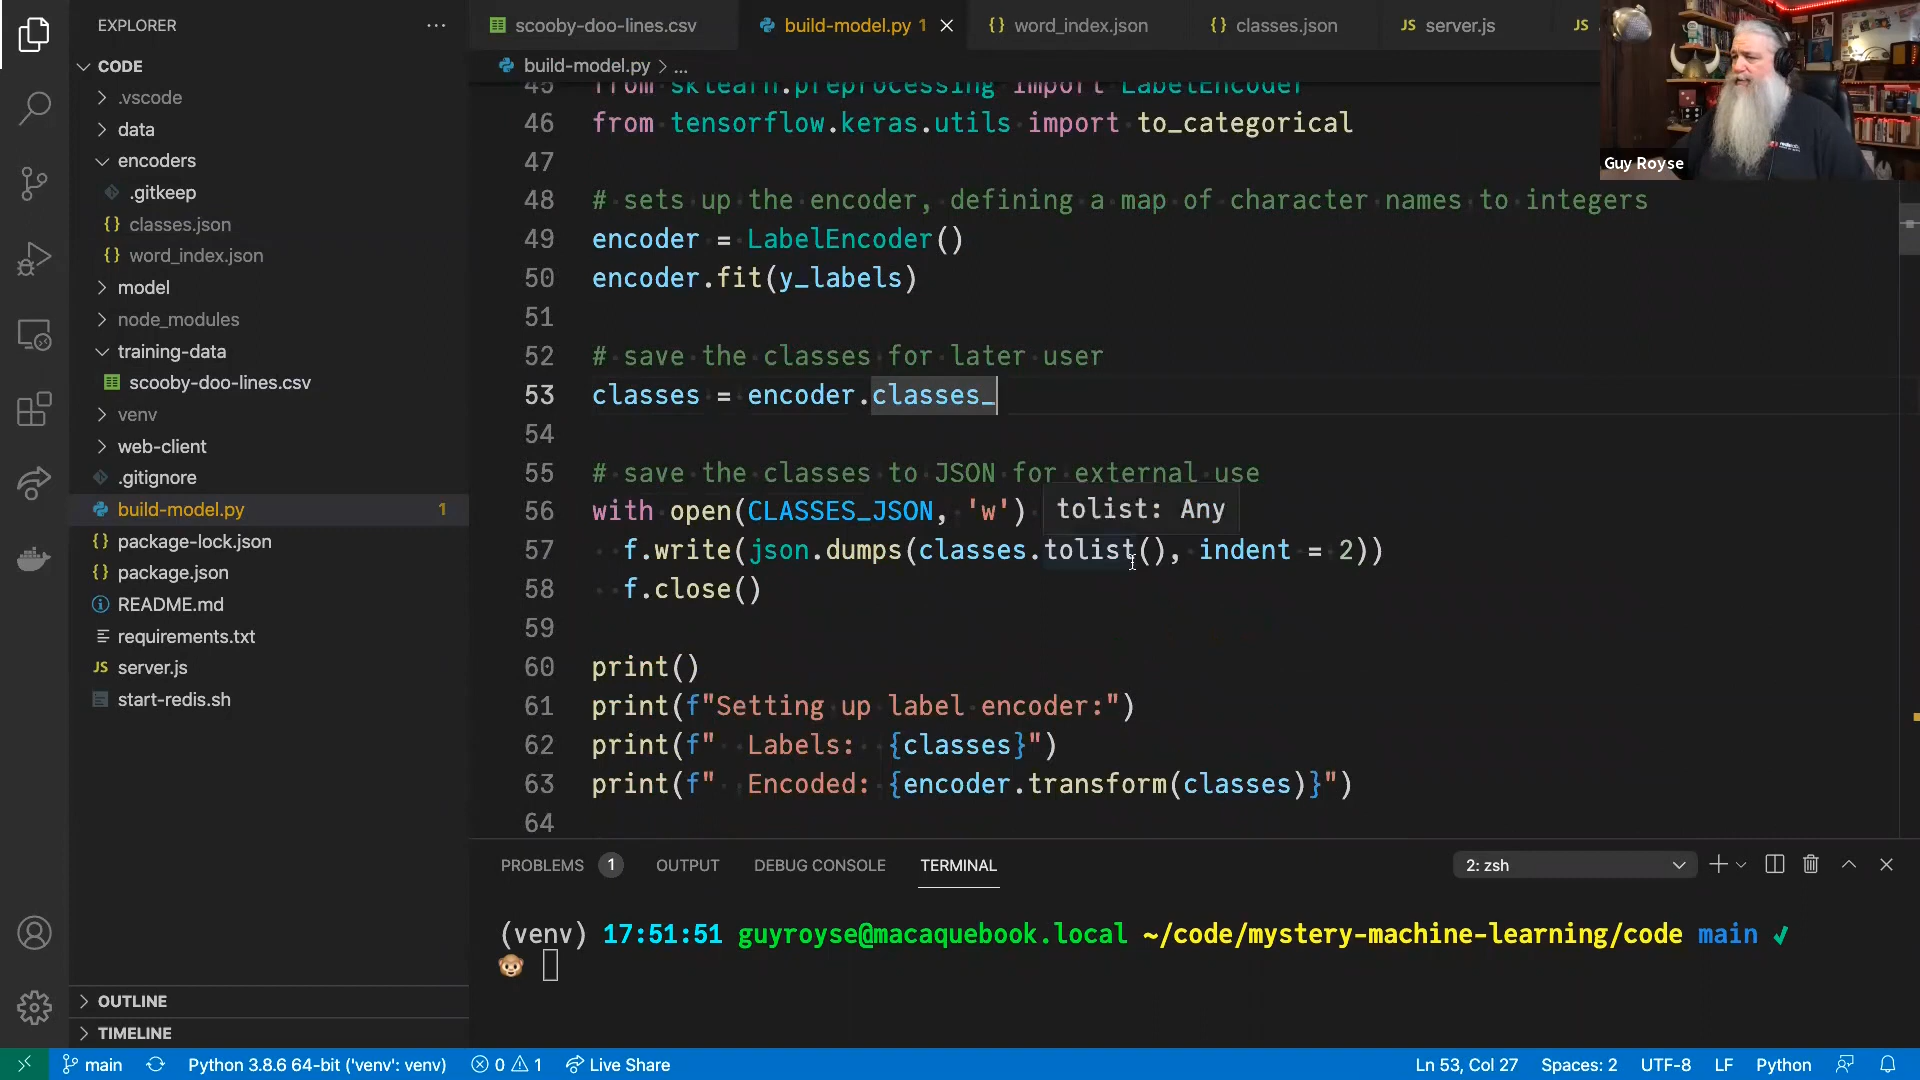 EXPLORER
scooby-doo-lines.csv
build-model.py 1
word_index.json
classes.json
JS server.js
JS
build-model.py > ...
CODE
.vscode
data
encoders
.gitkeep
classes.json
word_index.json
model
node_modules
training-data
scooby-doo-lines.csv
venv
web-client
.gitignore
build-model.py 1
package-lock.json
package.json
README.md
requirements.txt
JS server.js
start-redis.sh
OUTLINE
TIMELINE
45 from sklearn.preprocessing import LabelEncoder
46 from tensorflow.keras.utils import to_categorical
47
48 # sets up the encoder, defining a map of character names to integers
49 encoder = LabelEncoder()
50 encoder.fit(y_labels)
51
52 # save the classes for later user
53 classes = encoder.classes_
54
55 # save the classes to JSON for external use
56 with open(CLASSES_JSON, 'w')
tolist: Any
57 f.write(json.dumps(classes.tolist(), indent = 2))
58 f.close()
59
60 print()
61 print(f"Setting up label encoder:")
62 print(f"  Labels:  {classes}")
63 print(f"  Encoded: {encoder.transform(classes)}")
64
Guy Royse
PROBLEMS 1 OUTPUT DEBUG CONSOLE TERMINAL
2: zsh
(venv) 17:51:51 guyroyse@macaquebook.local ~/code/mystery-machine-learning/code main ✓
🐵
main
Python 3.8.6 64-bit ('venv': venv)
0 1
Live Share
Ln 53, Col 27
Spaces: 2
UTF-8
LF
Python